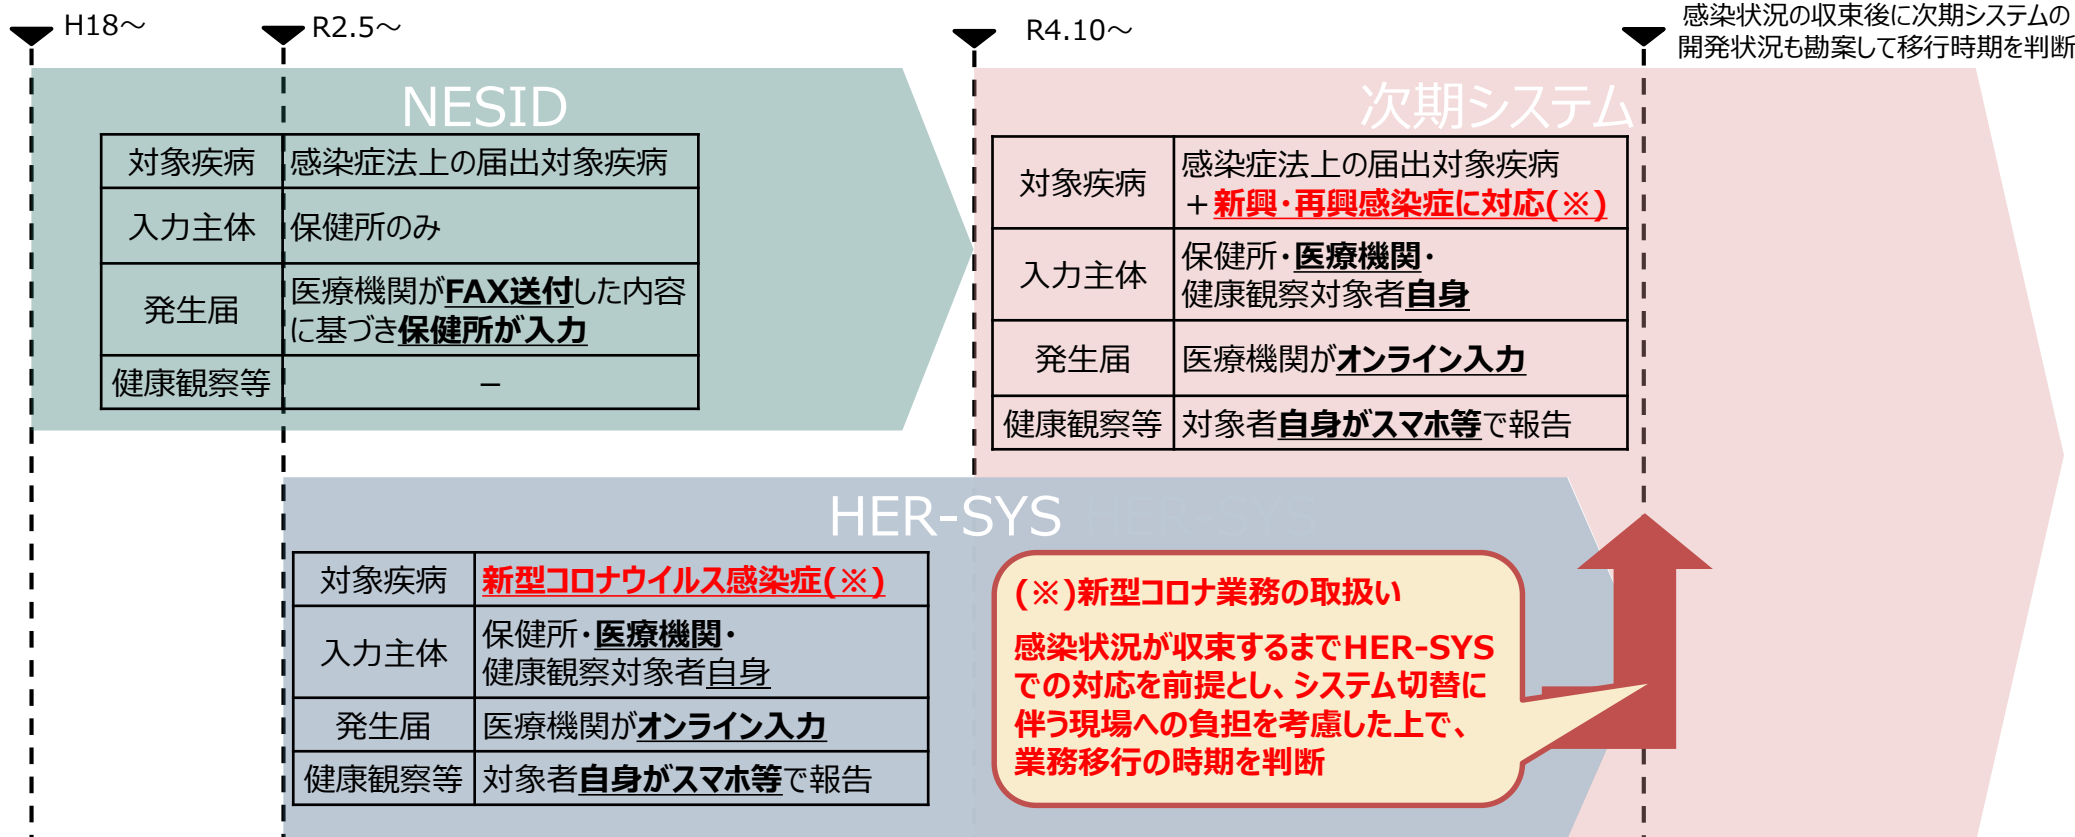 H18～
R2.5～
R4.10～
感染状況の収束後に次期システムの
開発状況も勘案して移行時期を判断
NESID
対象疾病 感染症法上の届出対象疾病
入力主体 保健所のみ
発生届 医療機関がFAX送付した内容
に基づき保健所が入力
健康観察等 －
次期システム
対象疾病 感染症法上の届出対象疾病
＋新興・再興感染症に対応(※)
入力主体 保健所・医療機関・
健康観察対象者自身
発生届 医療機関がオンライン入力
健康観察等 対象者自身がスマホ等で報告
HER-SYS HER-SYS
対象疾病 新型コロナウイルス感染症(※)
入力主体 保健所・医療機関・
健康観察対象者自身
発生届 医療機関がオンライン入力
健康観察等 対象者自身がスマホ等で報告
(※)新型コロナ業務の取扱い
感染状況が収束するまでHER-SYS
での対応を前提とし、システム切替に
伴う現場への負担を考慮した上で、
業務移行の時期を判断